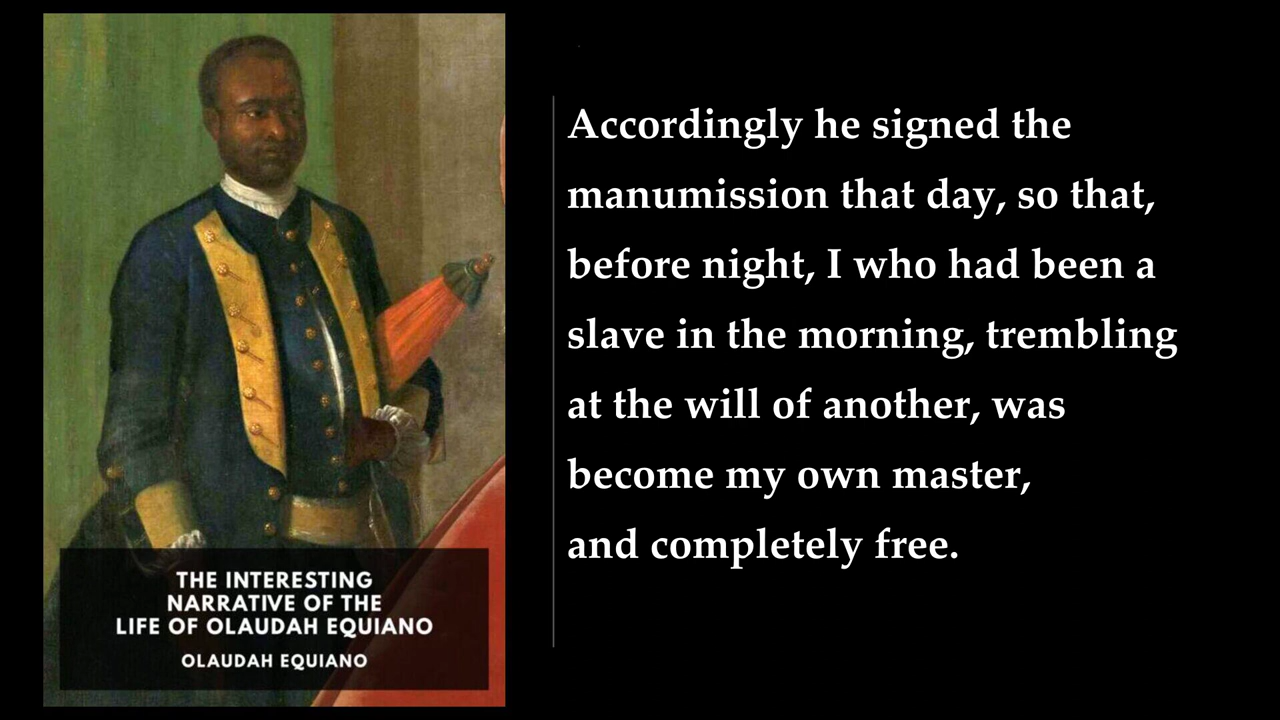 THE INTERESTING
NARRATIVE OF THE
LIFE OF OLAUDAH EQUIANO
OLAUDAH EQUIANO
Accordingly he signed the
manumission that day, so that,
before night, I who had been a
slave in the morning, trembling
at the will of another, was
become my own master,
and completely free.